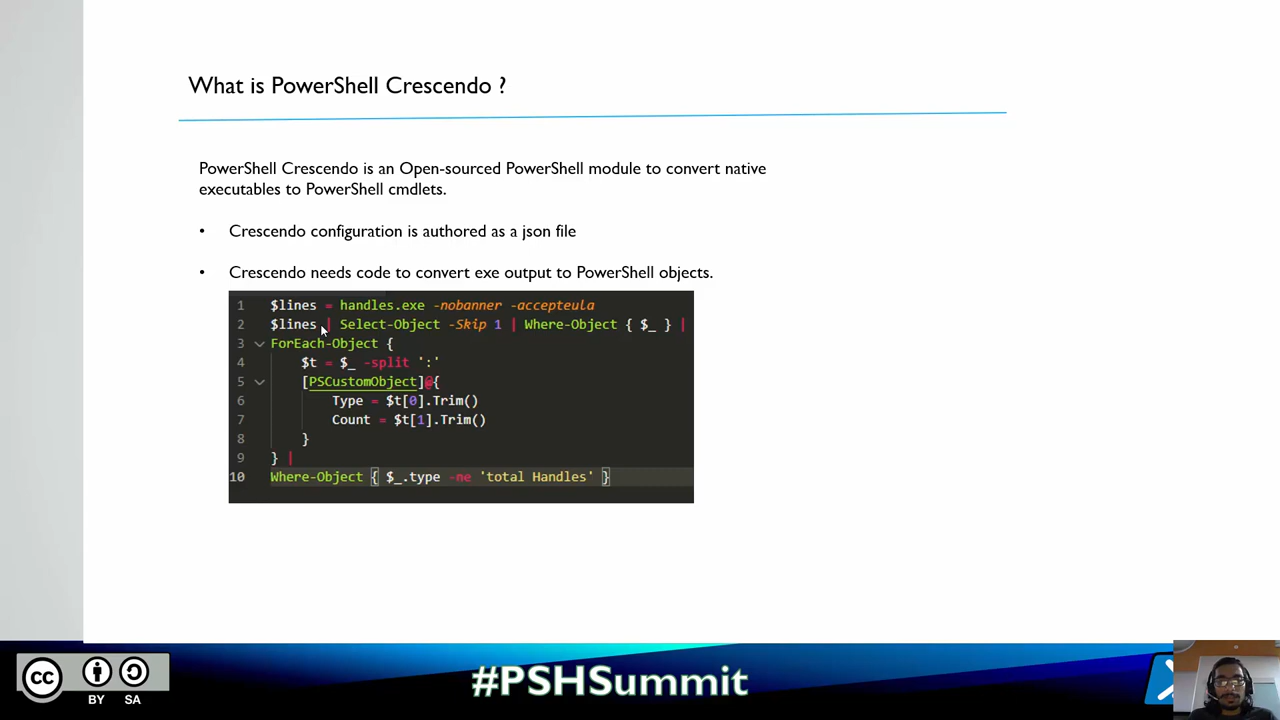 What is PowerShell Crescendo ?
PowerShell Crescendo is an Open-sourced PowerShell module to convert native
executables to PowerShell cmdlets.
• Crescendo configuration is authored as a json file
• Crescendo needs code to convert exe output to PowerShell objects.
1 $lines = handles.exe -nobanner -accepteula
2 $lines | Select-Object -Skip 1 | Where-Object { $_ } |
3 ForEach-Object {
4 $t = $_ -split ':'
5 [PSCustomObject]@{
6 Type = $t[0].Trim()
7 Count = $t[1].Trim()
8 }
9 } |
10 Where-Object { $_.type -ne 'total Handles' }
cc
BY SA
#PSHSummit